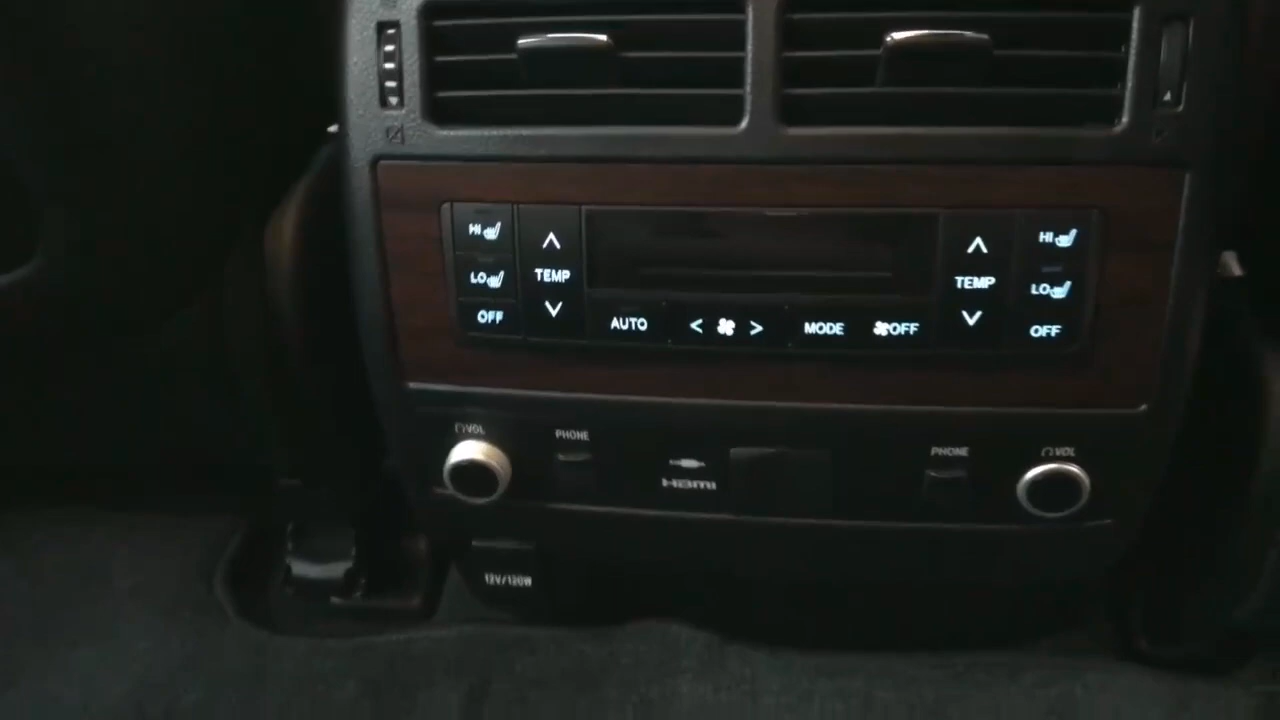 HI HI
LO TEMP TEMP LO
OFF AUTO MODE OFF OFF
VOL PHONE PHONE VOL
HDMI
12V/120W